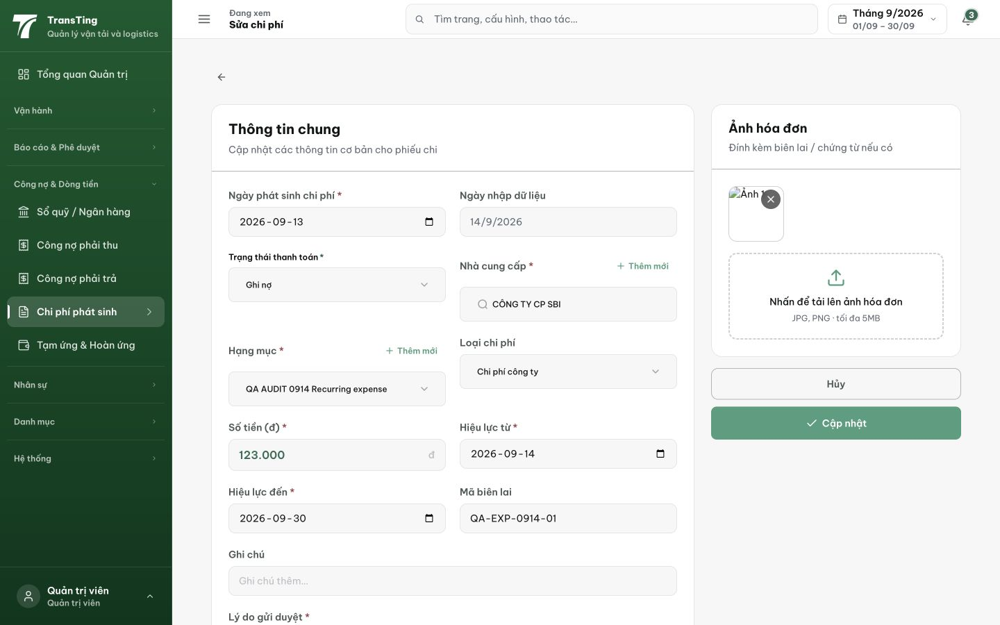 TransTing
Quản lý vận tải và logistics
Tổng quan Quản trị
Vận hành
Báo cáo & Phê duyệt
Công nợ & Dòng tiền
Sổ quỹ / Ngân hàng
Công nợ phải thu
Công nợ phải trả
Chi phí phát sinh
Tạm ứng & Hoàn ứng
Nhân sự
Danh mục
Hệ thống
Quản trị viên
Quản trị viên
Đang xem
Sửa chi phí
Tìm trang, cấu hình, thao tác...
Tháng 9/2026
01/09 – 30/09
3
Thông tin chung
Cập nhật các thông tin cơ bản cho phiếu chi
Ngày phát sinh chi phí *
Ngày nhập dữ liệu
2026-09-13
14/9/2026
Trạng thái thanh toán *
Nhà cung cấp *
+ Thêm mới
Ghi nợ
CÔNG TY CP SBI
Hạng mục *
+ Thêm mới
Loại chi phí
QA AUDIT 0914 Recurring expense
Chi phí công ty
Số tiền (đ) *
Hiệu lực từ *
123.000
đ
2026-09-14
Hiệu lực đến *
Mã biên lai
2026-09-30
QA-EXP-0914-01
Ghi chú
Ghi chú thêm...
Lý do gửi duyệt *
Ảnh hóa đơn
Đính kèm biên lai / chứng từ nếu có
Ảnh
Nhấn để tải lên ảnh hóa đơn
JPG, PNG · tối đa 5MB
Hủy
Cập nhật